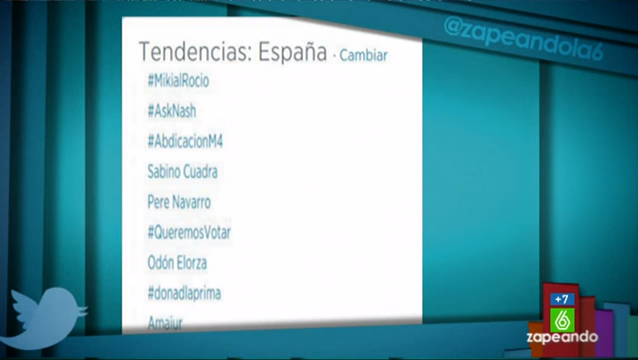 @zapeandola6
Tendencias: España · Cambiar
#MikialRocio
#AskNash
#AbdicacionM4
Sabino Cuadra
Pere Navarro
#QueremosVotar
Odón Elorza
#donadlaprima
Amaiur
+7
6
zapeando